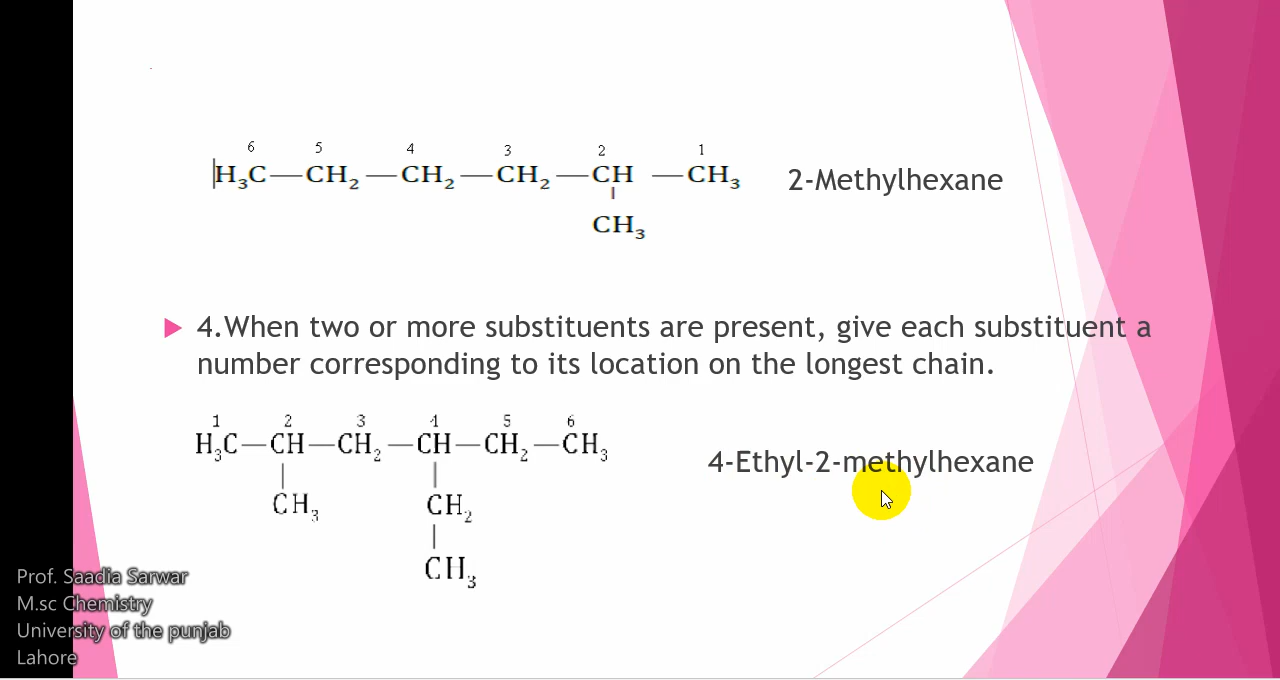 6 5 4 3 2 1
H₃C—CH₂—CH₂—CH₂—CH—CH₃ 2-Methylhexane
CH₃
4.When two or more substituents are present, give each substituent a
number corresponding to its location on the longest chain.
1 2 3 4 5 6
H₃C—CH—CH₂—CH—CH₂—CH₃ 4-Ethyl-2-methylhexane
CH₃ CH₂
CH₃
Prof. Saadia Sarwar
M.sc Chemistry
University of the punjab
Lahore